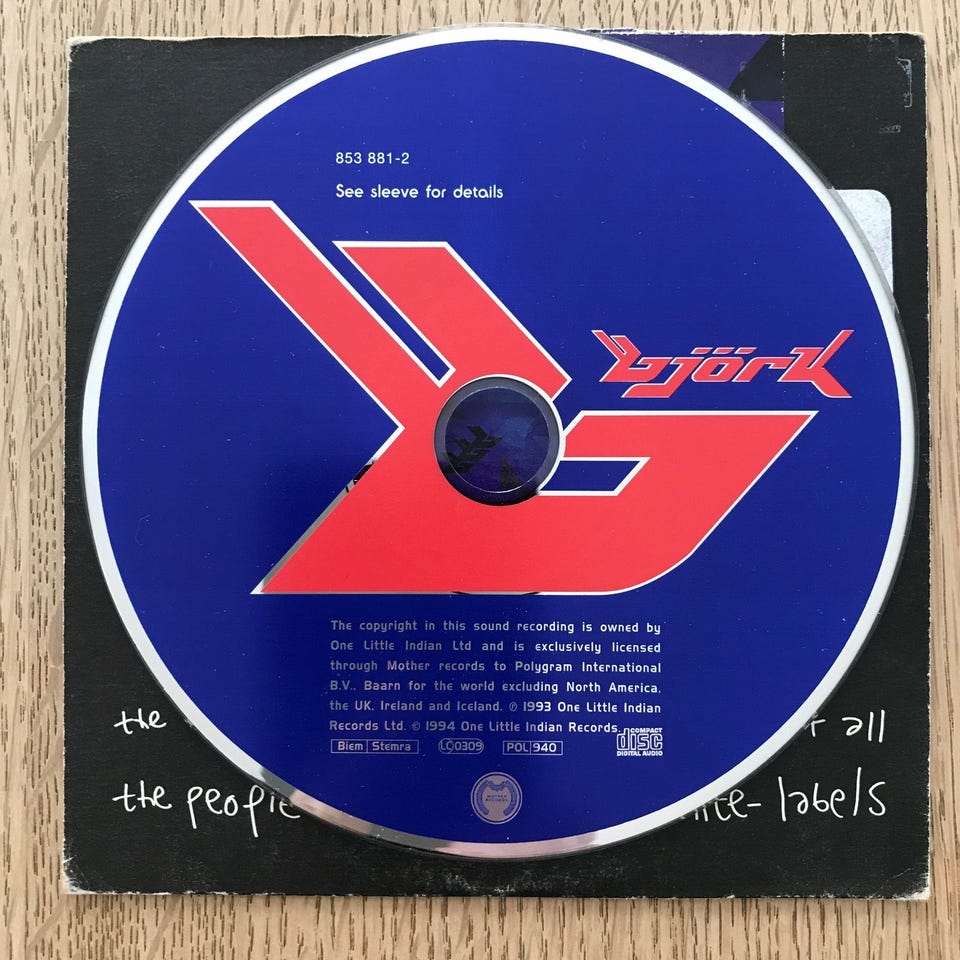 853 881-2
See sleeve for details
björk
The copyright in this sound recording is owned by
One Little Indian Ltd and is exclusively licensed
through Mother records to Polygram International
B.V.. Baarn for the world excluding North America.
the UK. Ireland and Iceland. ℗ 1993 One Little Indian
Records Ltd. © 1994 One Little Indian Records.
Biem Stemra LC0309 POL 940 COMPACT disc DIGITAL AUDIO
the all
MOTHER RECORDS
the people labels